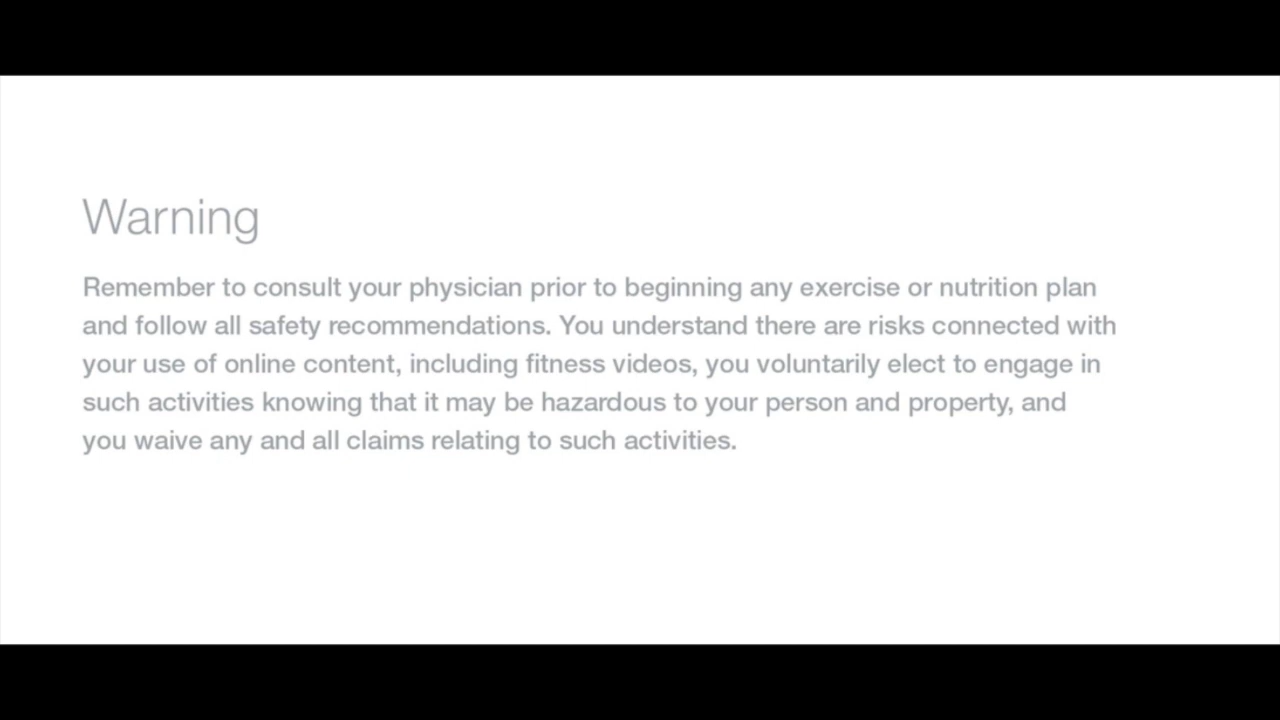 Warning
Remember to consult your physician prior to beginning any exercise or nutrition plan
and follow all safety recommendations. You understand there are risks connected with
your use of online content, including fitness videos, you voluntarily elect to engage in
such activities knowing that it may be hazardous to your person and property, and
you waive any and all claims relating to such activities.